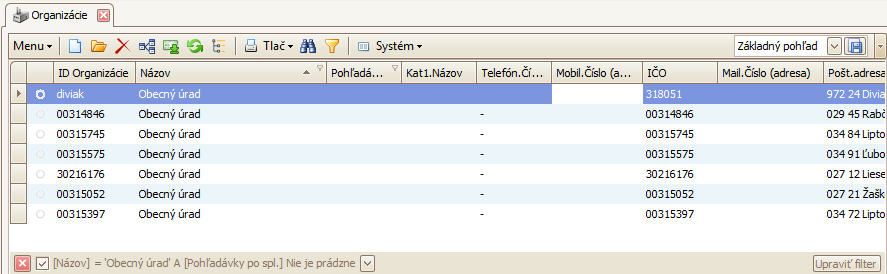 Organizácie
Menu Tlač Systém Základný pohľad
ID Organizácie Názov Pohľadá... Kat1.Názov Telefón.Čí... Mobil.Číslo (a... IČO Mail.Číslo (adresa) Pošt.adresa
diviak Obecný úrad 318051 972 24 Divia
00314846 Obecný úrad - 00314846 029 45 Rabč
00315745 Obecný úrad - 00315745 034 84 Lipto
00315575 Obecný úrad - 00315575 034 91 Ľubo
30216176 Obecný úrad - 30216176 027 12 Liese
00315052 Obecný úrad - 00315052 027 21 Žašk
00315397 Obecný úrad - 00315397 034 72 Lipto
[Názov] = 'Obecný úrad' A [Pohľadávky po spl.] Nie je prádzne Upraviť filter